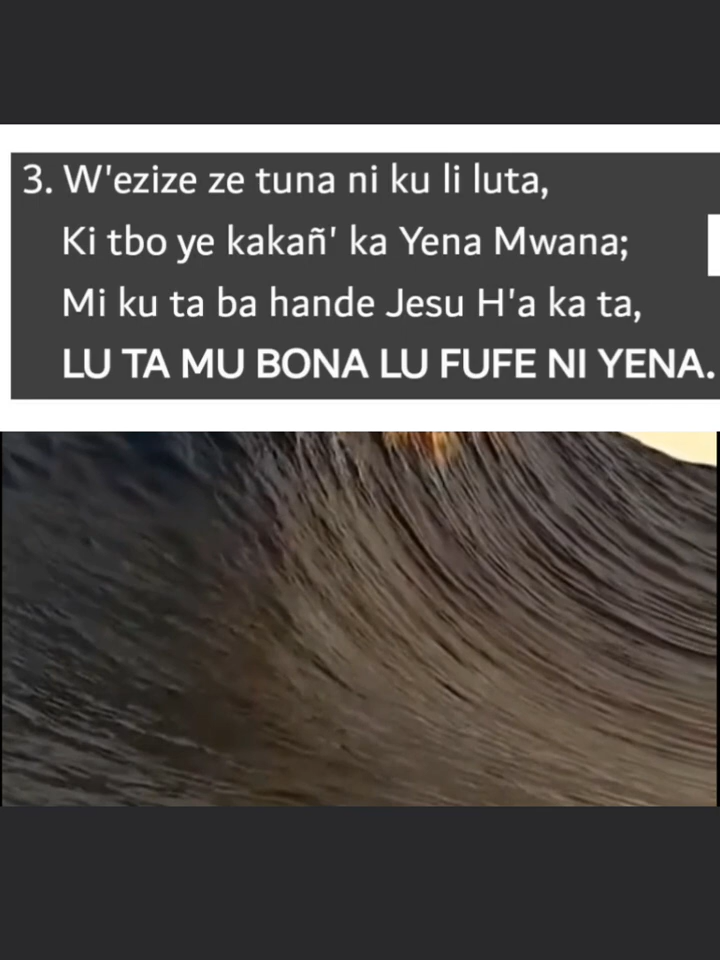 3. W'ezize ze tuna ni ku li luta,
Ki tbo ye kakañ' ka Yena Mwana;
Mi ku ta ba hande Jesu H'a ka ta,
LU TA MU BONA LU FUFE NI YENA.